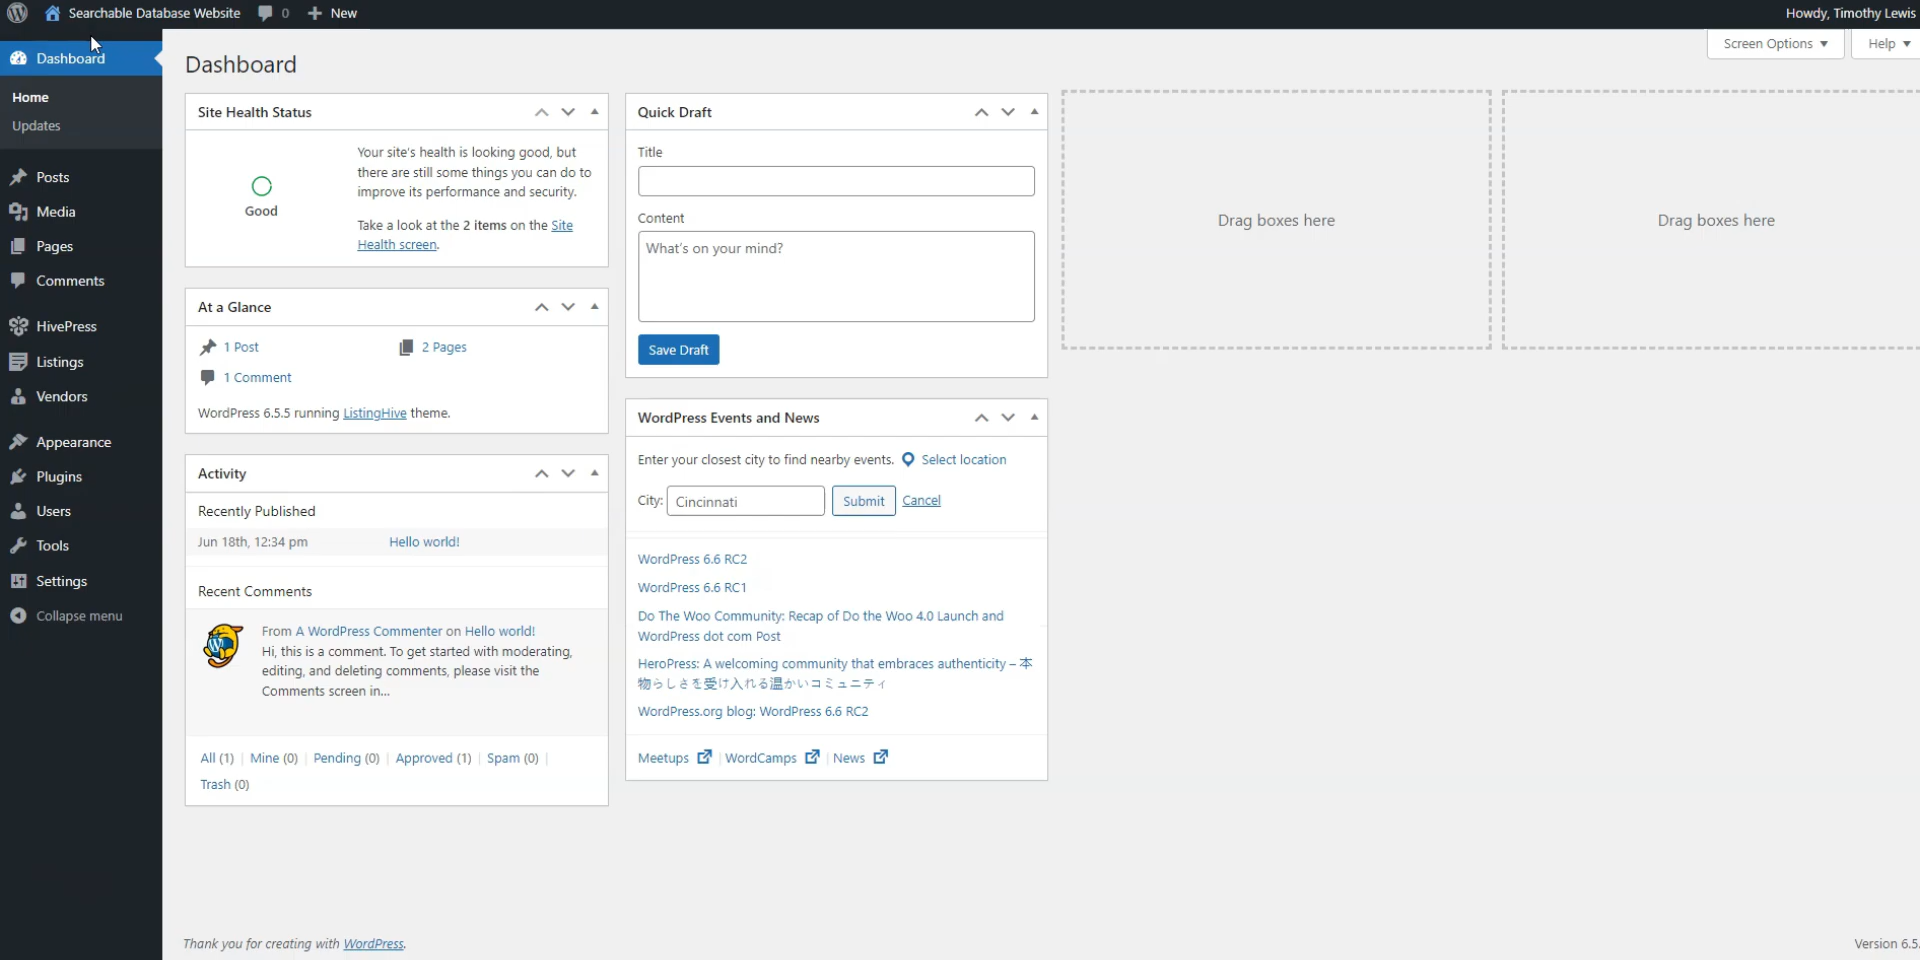 Searchable Database Website 0 New Howdy, Timothy Lewis
Screen Options Help
Dashboard
Home
Updates
Posts
Media
Pages
Comments
HivePress
Listings
Vendors
Appearance
Plugins
Users
Tools
Settings
Collapse menu
Dashboard
Site Health Status
Good
Your site's health is looking good, but
there are still some things you can do to
improve its performance and security.
Take a look at the 2 items on the Site
Health screen.
At a Glance
1 Post 2 Pages
1 Comment
WordPress 6.5.5 running ListingHive theme.
Activity
Recently Published
Jun 18th, 12:34 pm Hello world!
Recent Comments
From A WordPress Commenter on Hello world!
Hi, this is a comment. To get started with moderating,
editing, and deleting comments, please visit the
Comments screen in...
All (1) | Mine (0) | Pending (0) | Approved (1) | Spam (0) |
Trash (0)
Quick Draft
Title
Content
What's on your mind?
Save Draft
WordPress Events and News
Enter your closest city to find nearby events. Select location
City: Cincinnati Submit Cancel
WordPress 6.6 RC2
WordPress 6.6 RC1
Do The Woo Community: Recap of Do the Woo 4.0 Launch and
WordPress dot com Post
HeroPress: A welcoming community that embraces authenticity – 本
物らしさを受け入れる温かいコミュニティ
WordPress.org blog: WordPress 6.6 RC2
Meetups | WordCamps | News
Drag boxes here
Drag boxes here
Thank you for creating with WordPress.
Version 6.5.